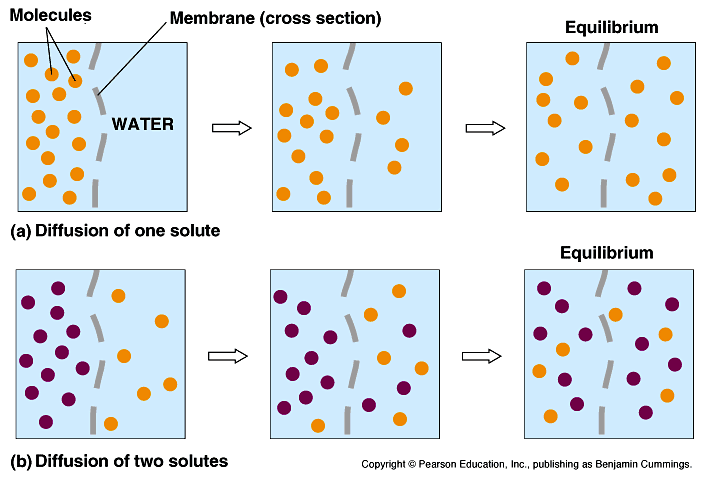 Molecules
Membrane (cross section)
Equilibrium
WATER
(a) Diffusion of one solute
Equilibrium
(b) Diffusion of two solutes
Copyright © Pearson Education, Inc., publishing as Benjamin Cummings.